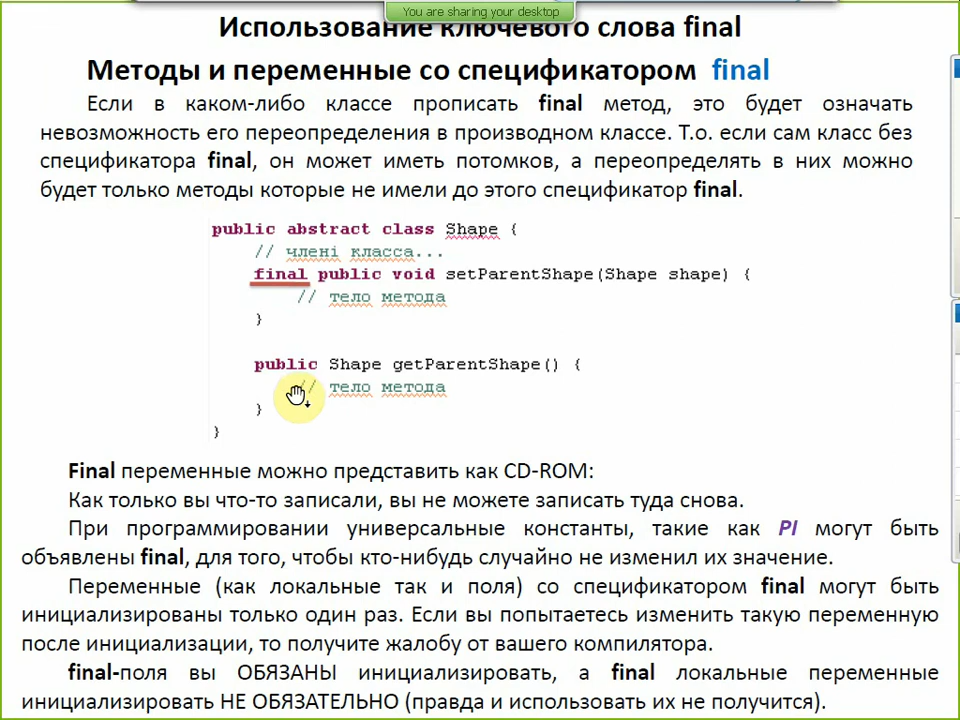 You are sharing your desktop
Использование ключевого слова final
Методы и переменные со спецификатором final
Если в каком-либо классе прописать final метод, это будет означать
невозможность его переопределения в производном классе. Т.о. если сам класс без
спецификатора final, он может иметь потомков, а переопределять в них можно
будет только методы которые не имели до этого спецификатор final.
public abstract class Shape {
// члені класса...
final public void setParentShape(Shape shape) {
// тело метода
}
public Shape getParentShape() {
// тело метода
}
}
Final переменные можно представить как CD-ROM:
Как только вы что-то записали, вы не можете записать туда снова.
При программировании универсальные константы, такие как PI могут быть
объявлены final, для того, чтобы кто-нибудь случайно не изменил их значение.
Переменные (как локальные так и поля) со спецификатором final могут быть
инициализированы только один раз. Если вы попытаетесь изменить такую переменную
после инициализации, то получите жалобу от вашего компилятора.
final-поля вы ОБЯЗАНЫ инициализировать, а final локальные переменные
инициализировать НЕ ОБЯЗАТЕЛЬНО (правда и использовать их не получится).